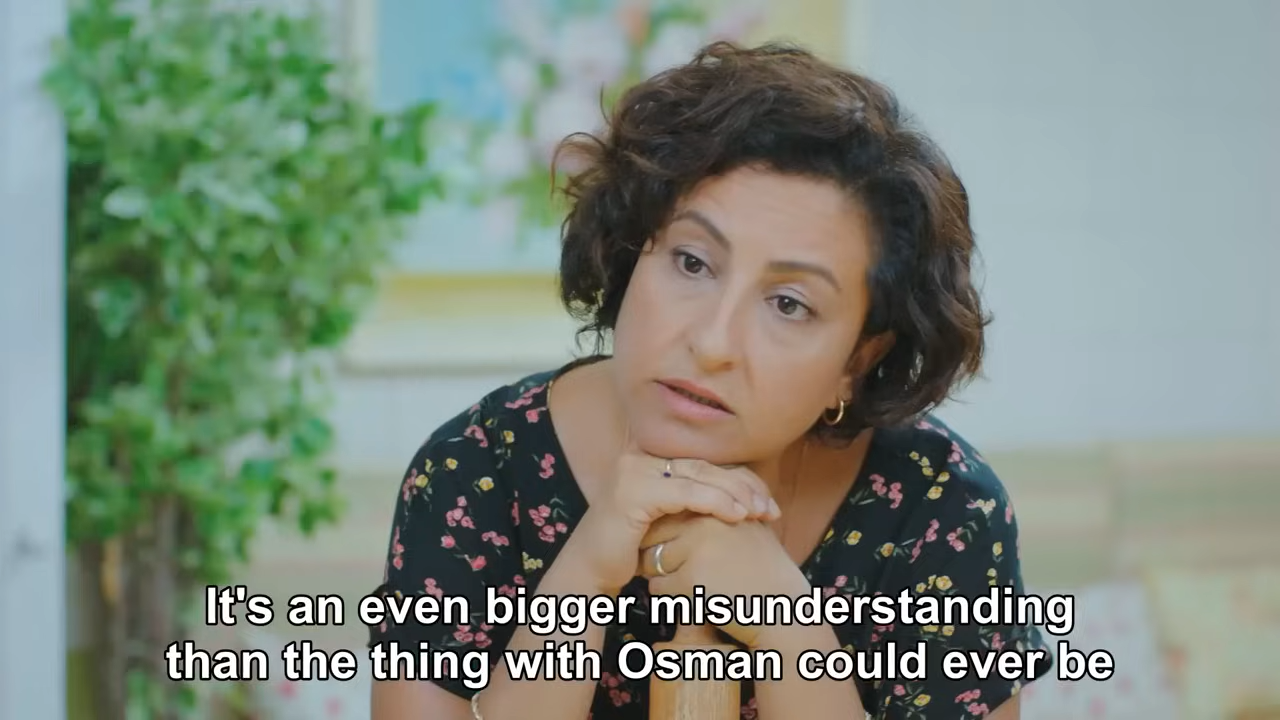 It's an even bigger misunderstanding
than the thing with Osman could ever be